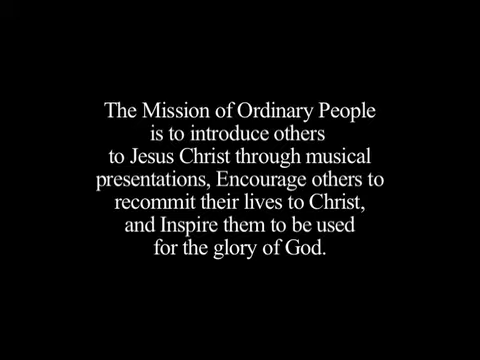 The Mission of Ordinary People
is to introduce others
to Jesus Christ through musical
presentations, Encourage others to
recommit their lives to Christ,
and Inspire them to be used
for the glory of God.